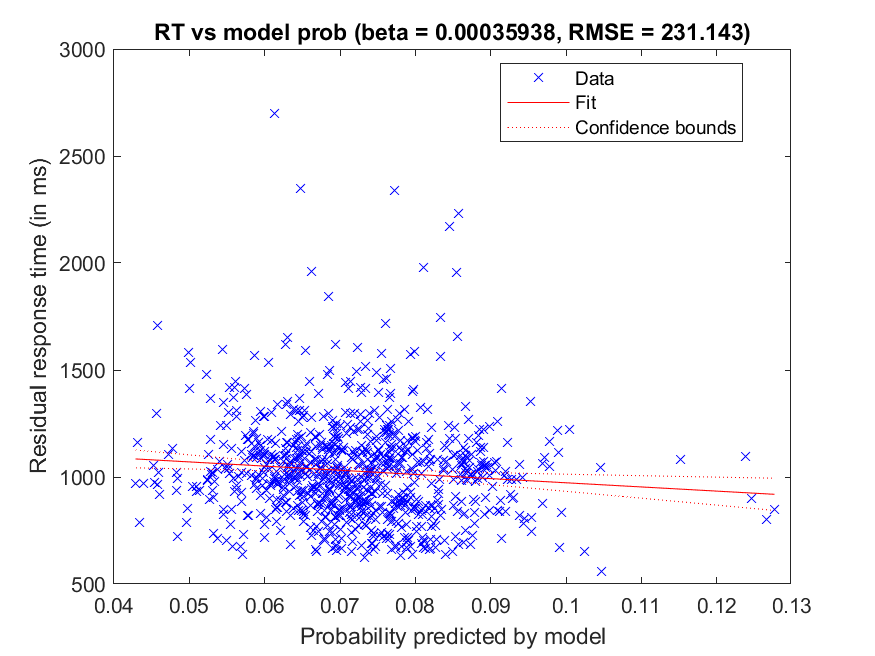 RT vs model prob (beta = 0.00035938, RMSE = 231.143)
3000
2500
2000
1500
1000
500
Residual response time (in ms)
Data
Fit
Confidence bounds
0.04 0.05 0.06 0.07 0.08 0.09 0.1 0.11 0.12 0.13
Probability predicted by model